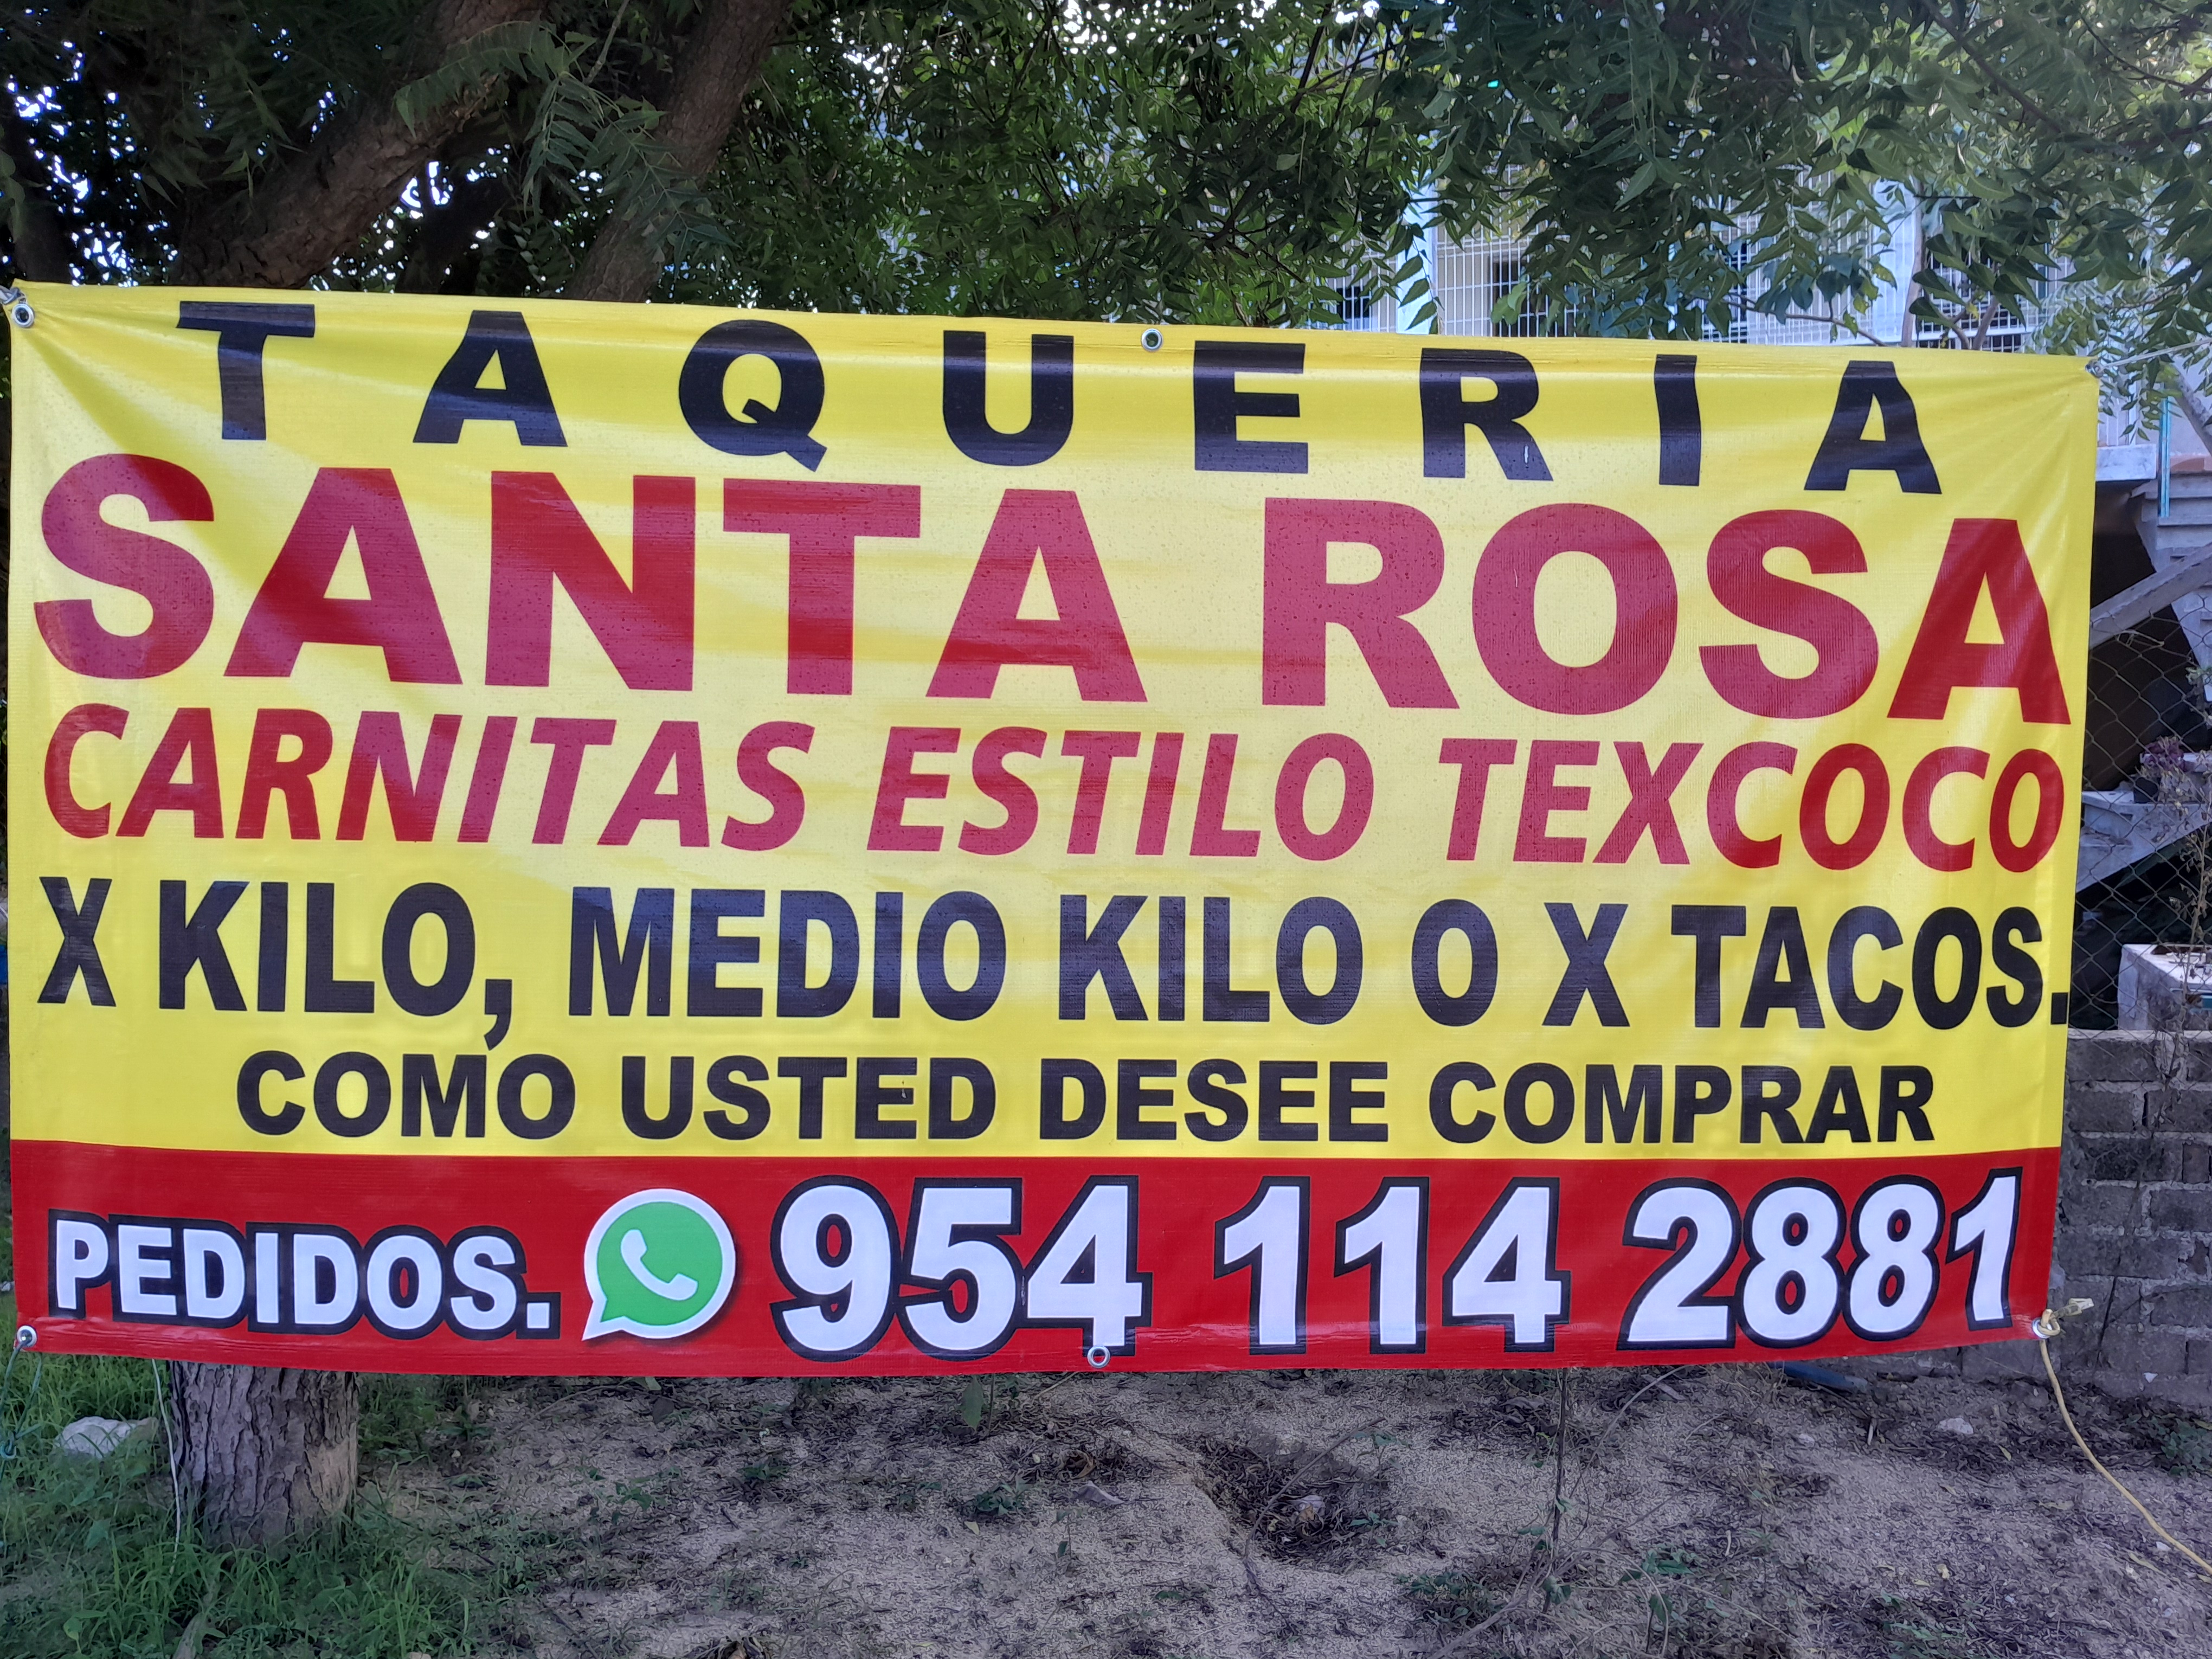 TAQUERIA
SANTA ROSA
CARNITAS ESTILO TEXCOCO
X KILO, MEDIO KILO O X TACOS.
COMO USTED DESEE COMPRAR
PEDIDOS. 954 114 2881